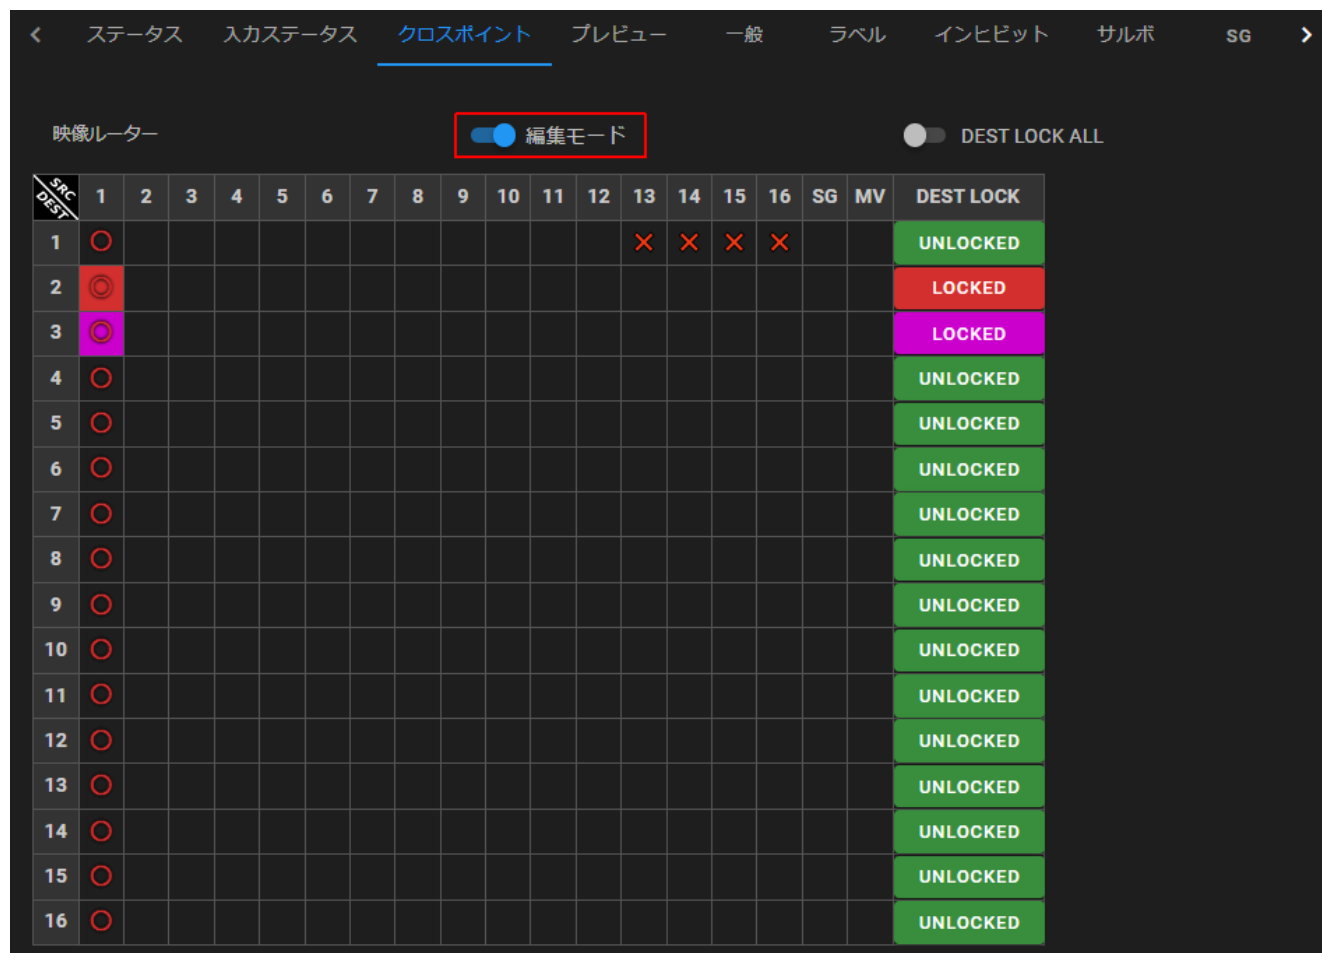 ステータス 入力ステータス クロスポイント プレビュー 一般 ラベル インヒビット サルボ SG
映像ルーター 編集モード DEST LOCK ALL
SRC DEST 1 2 3 4 5 6 7 8 9 10 11 12 13 14 15 16 SG MV DEST LOCK
1 UNLOCKED
2 LOCKED
3 LOCKED
4 UNLOCKED
5 UNLOCKED
6 UNLOCKED
7 UNLOCKED
8 UNLOCKED
9 UNLOCKED
10 UNLOCKED
11 UNLOCKED
12 UNLOCKED
13 UNLOCKED
14 UNLOCKED
15 UNLOCKED
16 UNLOCKED